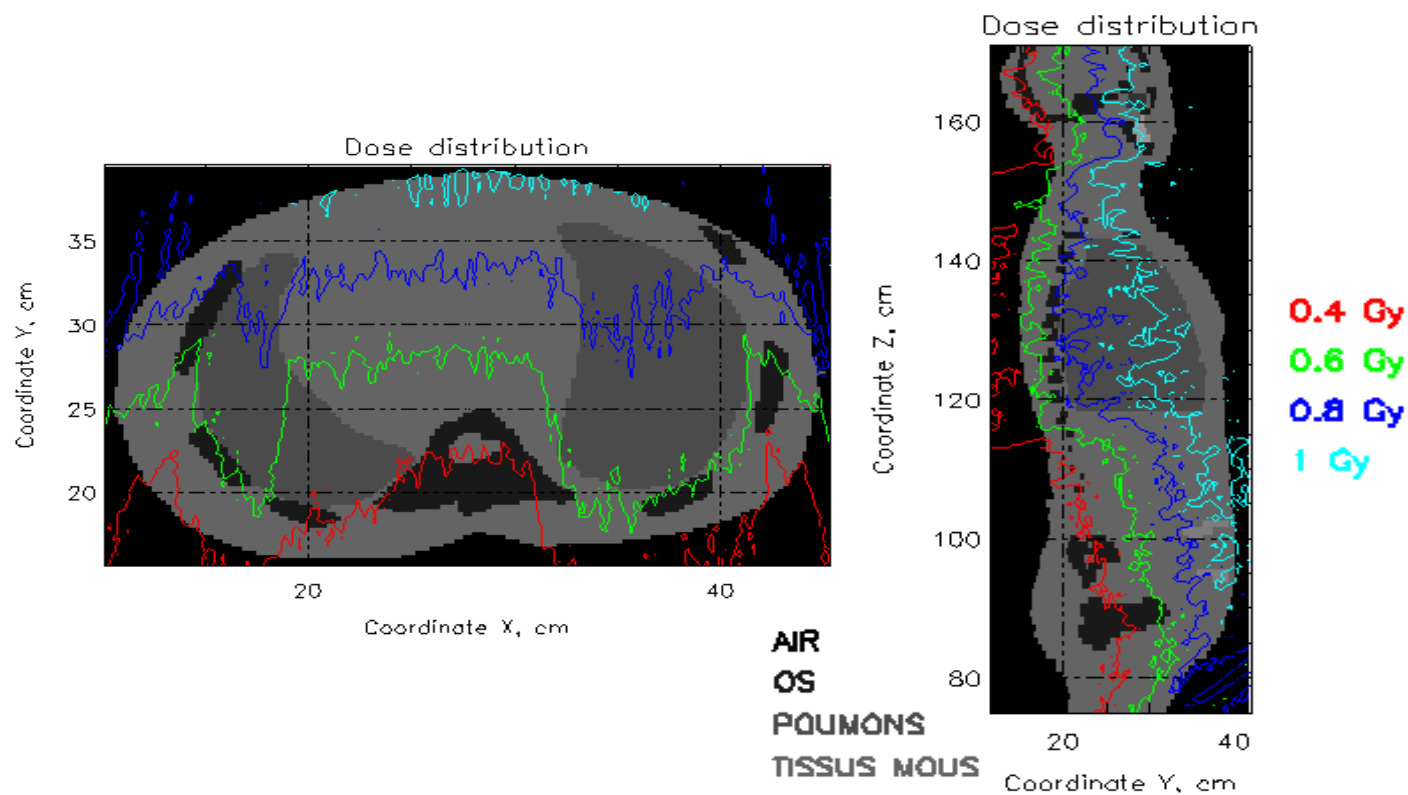 Dose distribution
35
30
25
20
Coordinate Y, cm
20 40
Coordinate X, cm
AIR
OS
POUMONS
TISSUS MOUS
Dose distribution
160
140
120
100
80
Coordinate Z, cm
20 40
Coordinate Y, cm
0.4 Gy
0.6 Gy
0.8 Gy
1 Gy